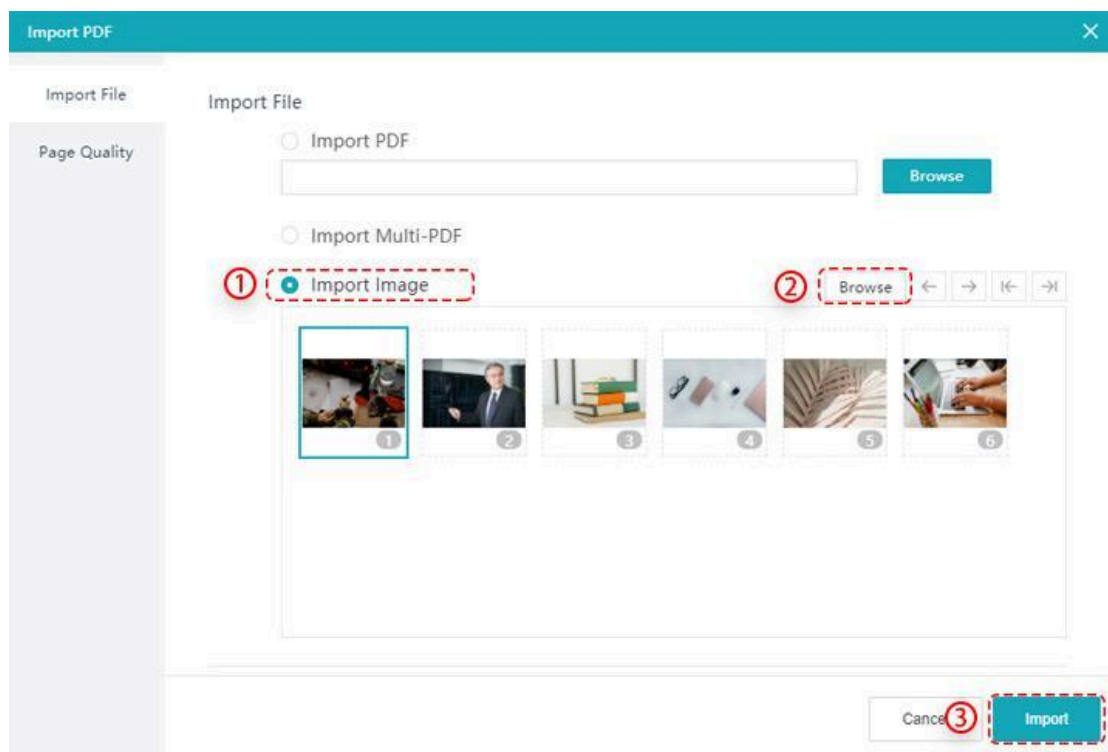 Import PDF
Import File
Import File
Import PDF
Page Quality
Browse
Import Multi-PDF
① Import Image ② Browse
1 2 3 4 5 6
Cance ③ Import